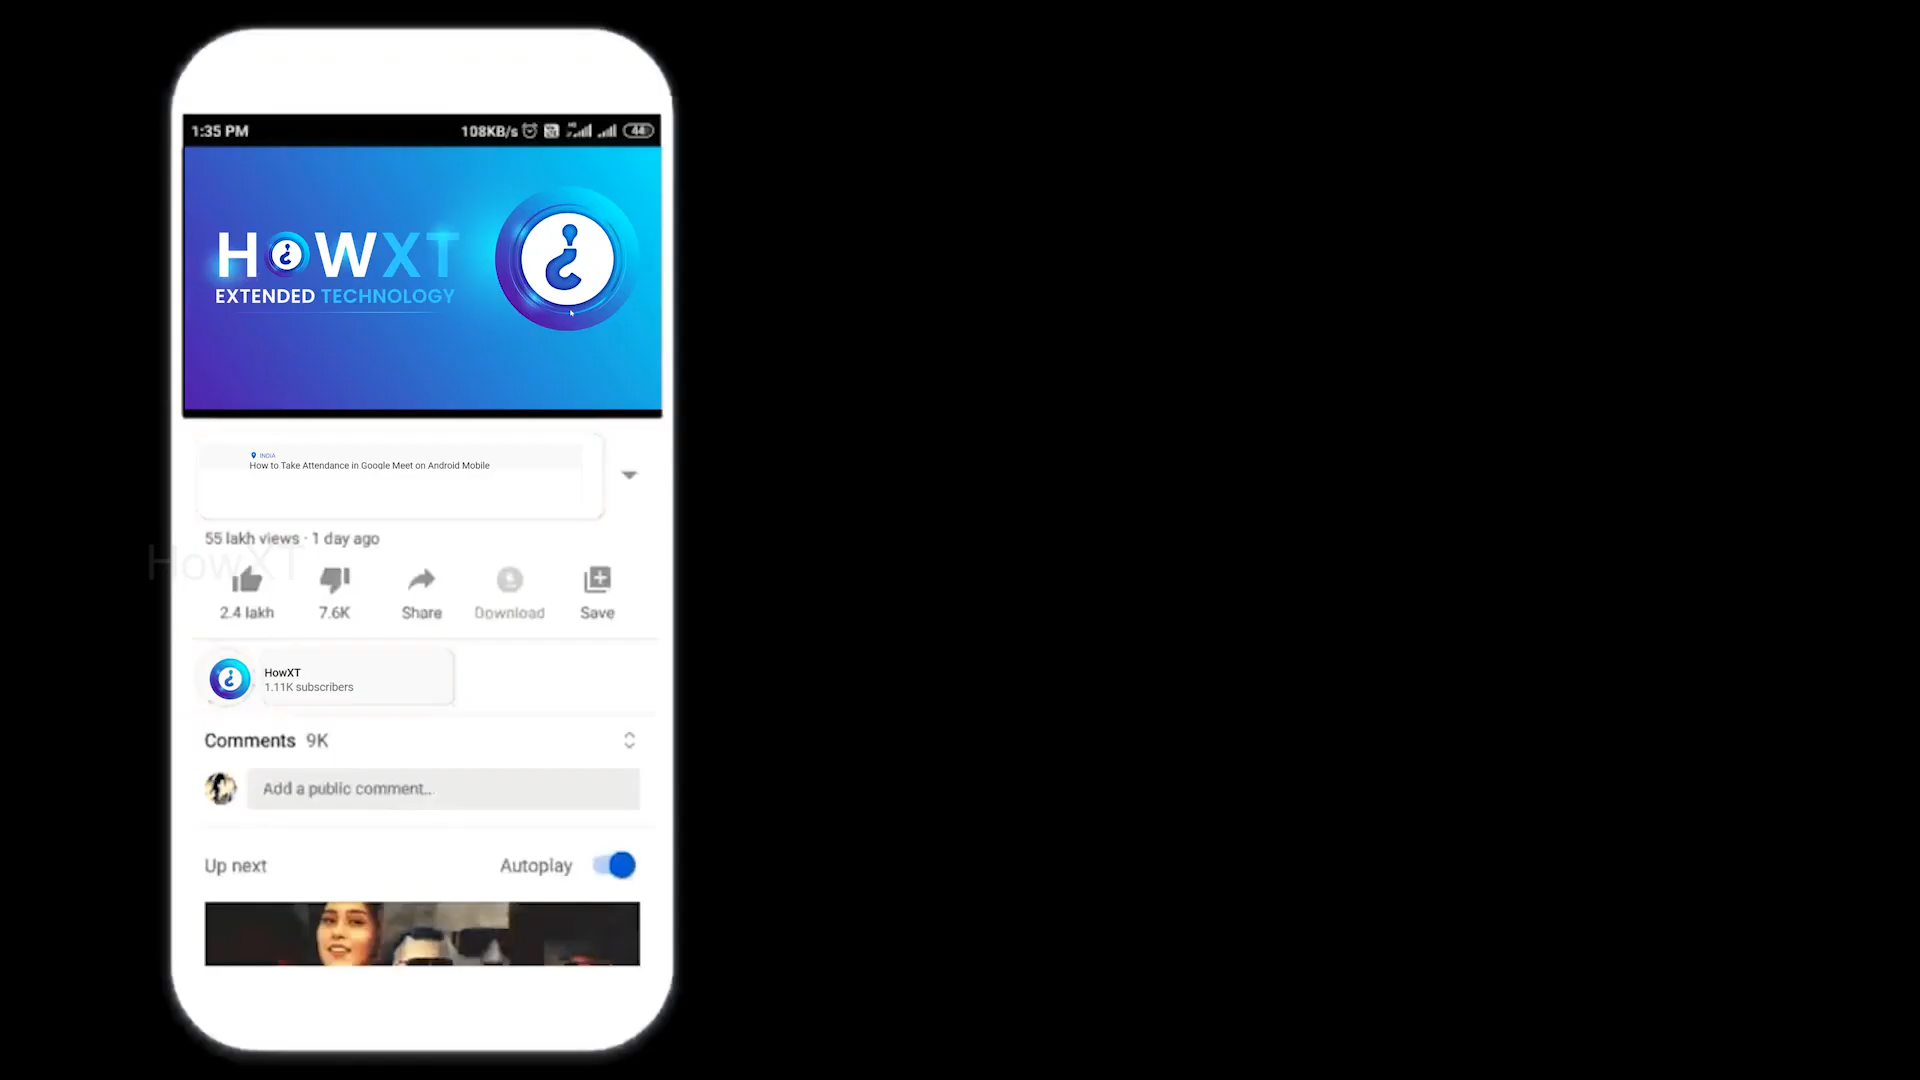 1:35 PM 108KB/s 44
HOWXT
EXTENDED TECHNOLOGY
INDIA
How to Take Attendance in Google Meet on Android Mobile
55 lakh views · 1 day ago
HowXT
2.4 lakh 7.6K Share Download Save
HowXT
1.11K subscribers
Comments 9K
Add a public comment...
Up next Autoplay